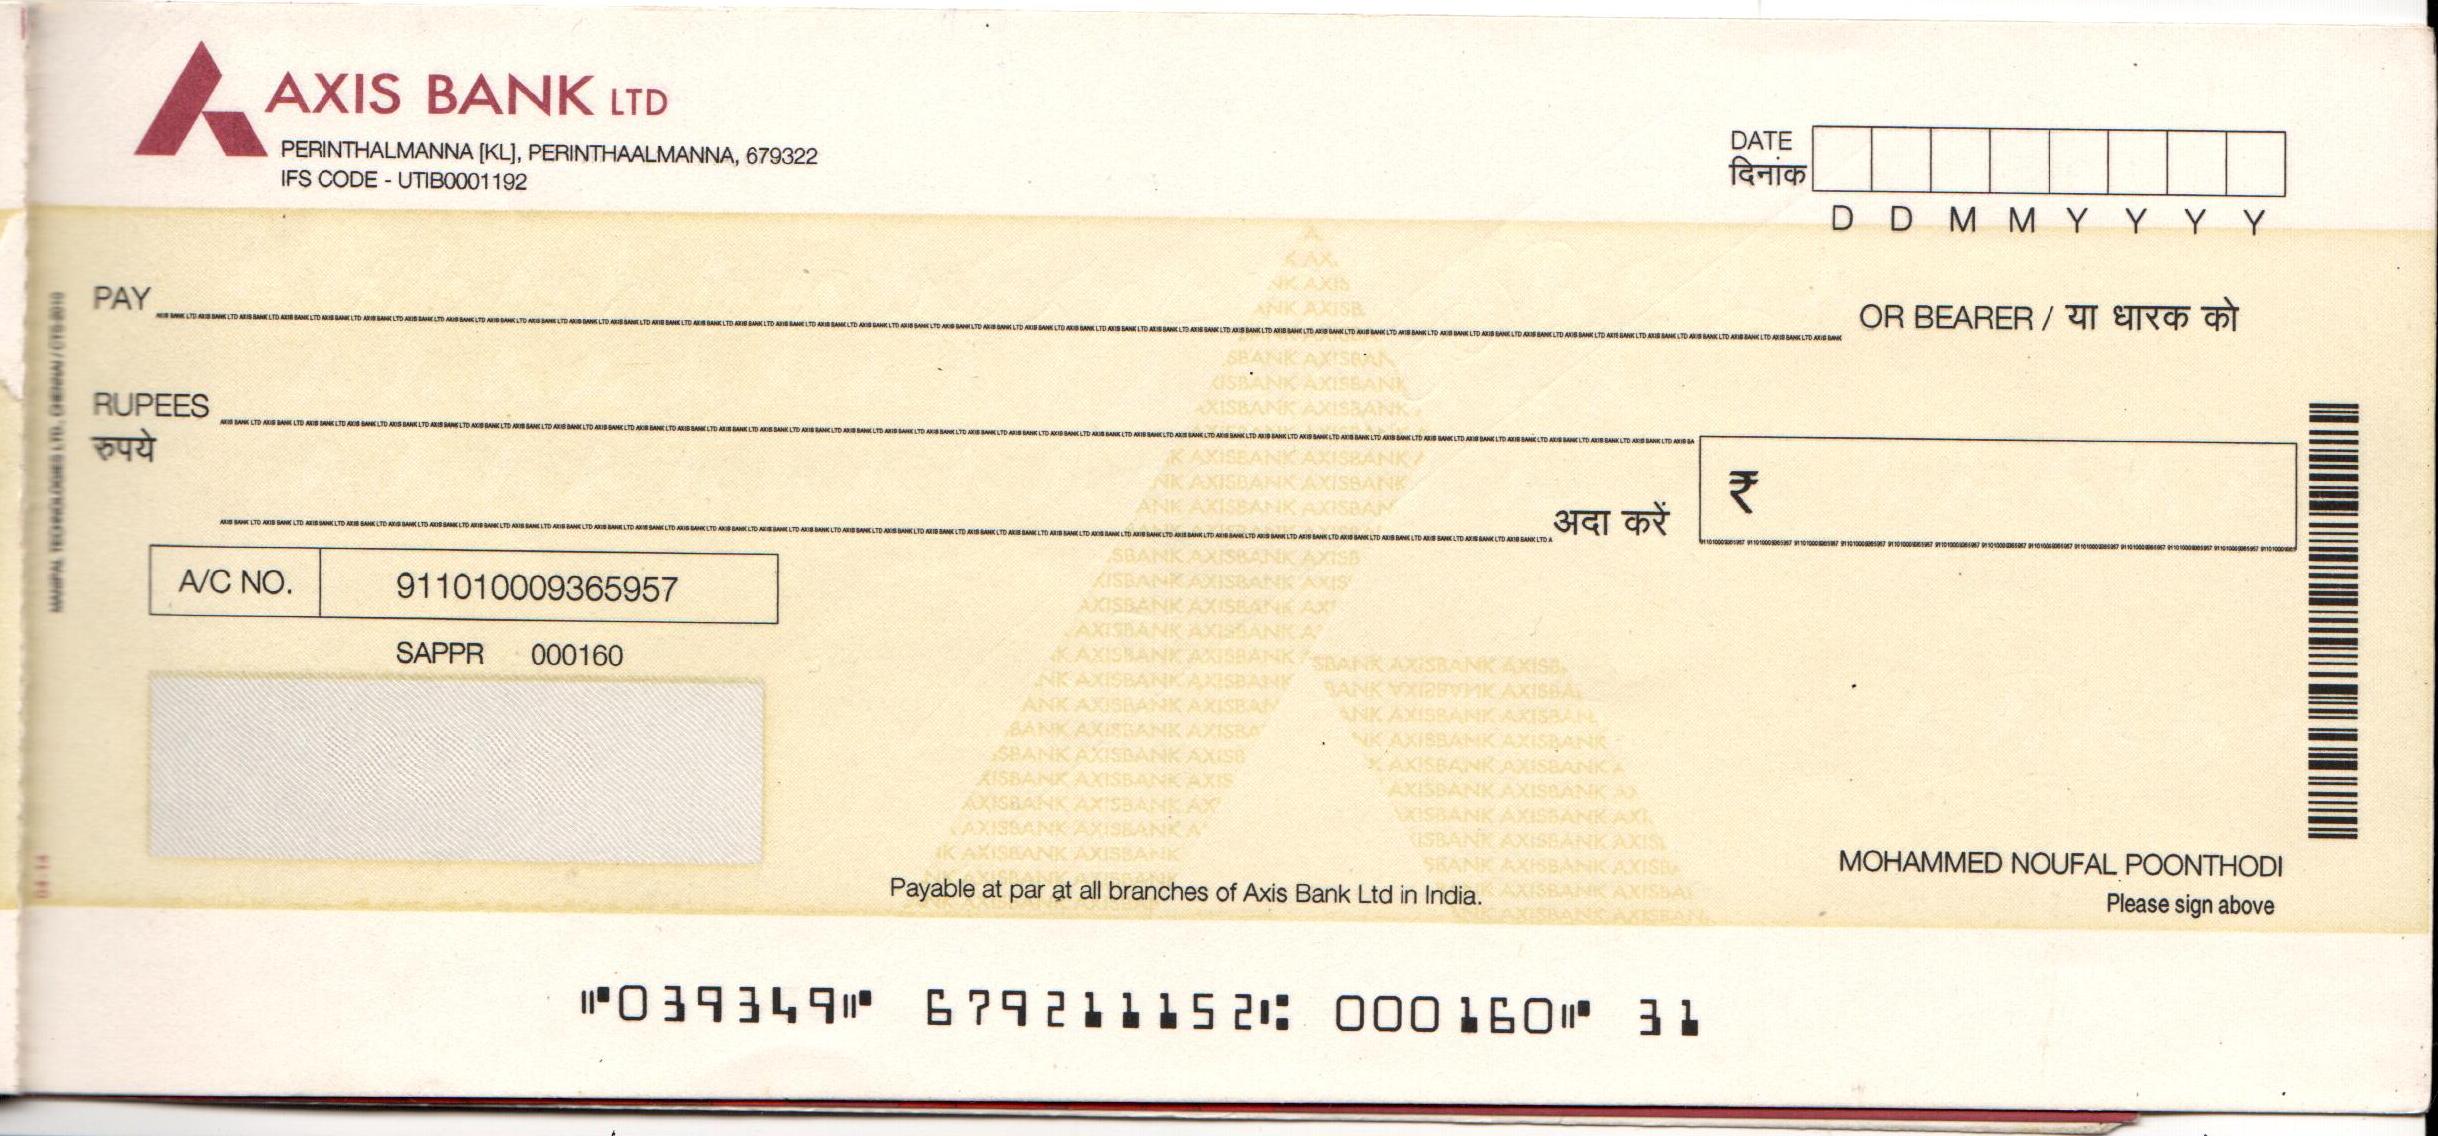 AXIS BANK LTD
PERINTHALMANNA [KL], PERINTHAALMANNA, 679322
IFS CODE - UTIB0001192
DATE
दिनांक
D D M M Y Y Y Y
PAY
OR BEARER / या धारक को
RUPEES
रुपये
अदा करें
₹
A/C NO. 911010009365957
SAPPR 000160
MOHAMMED NOUFAL POONTHODI
Please sign above
Payable at par at all branches of Axis Bank Ltd in India.
⑈039349⑈ 679211152⑆ 000160⑈ 31